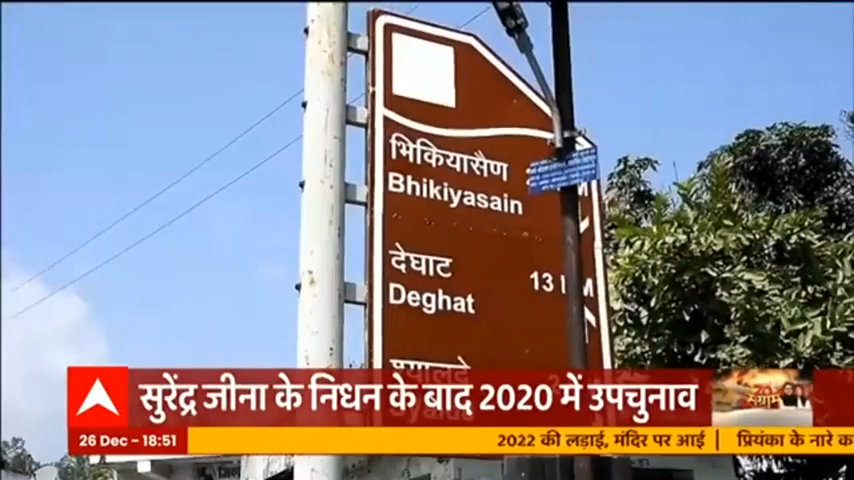 भिकियासैण
Bhikiyasain
देघाट
Deghat
13
M
सुरेंद्र जीना के निधन के बाद 2020 में उपचुनाव
26 Dec - 18:51
2022 की लड़ाई, मंदिर पर आई | प्रियंका के नारे